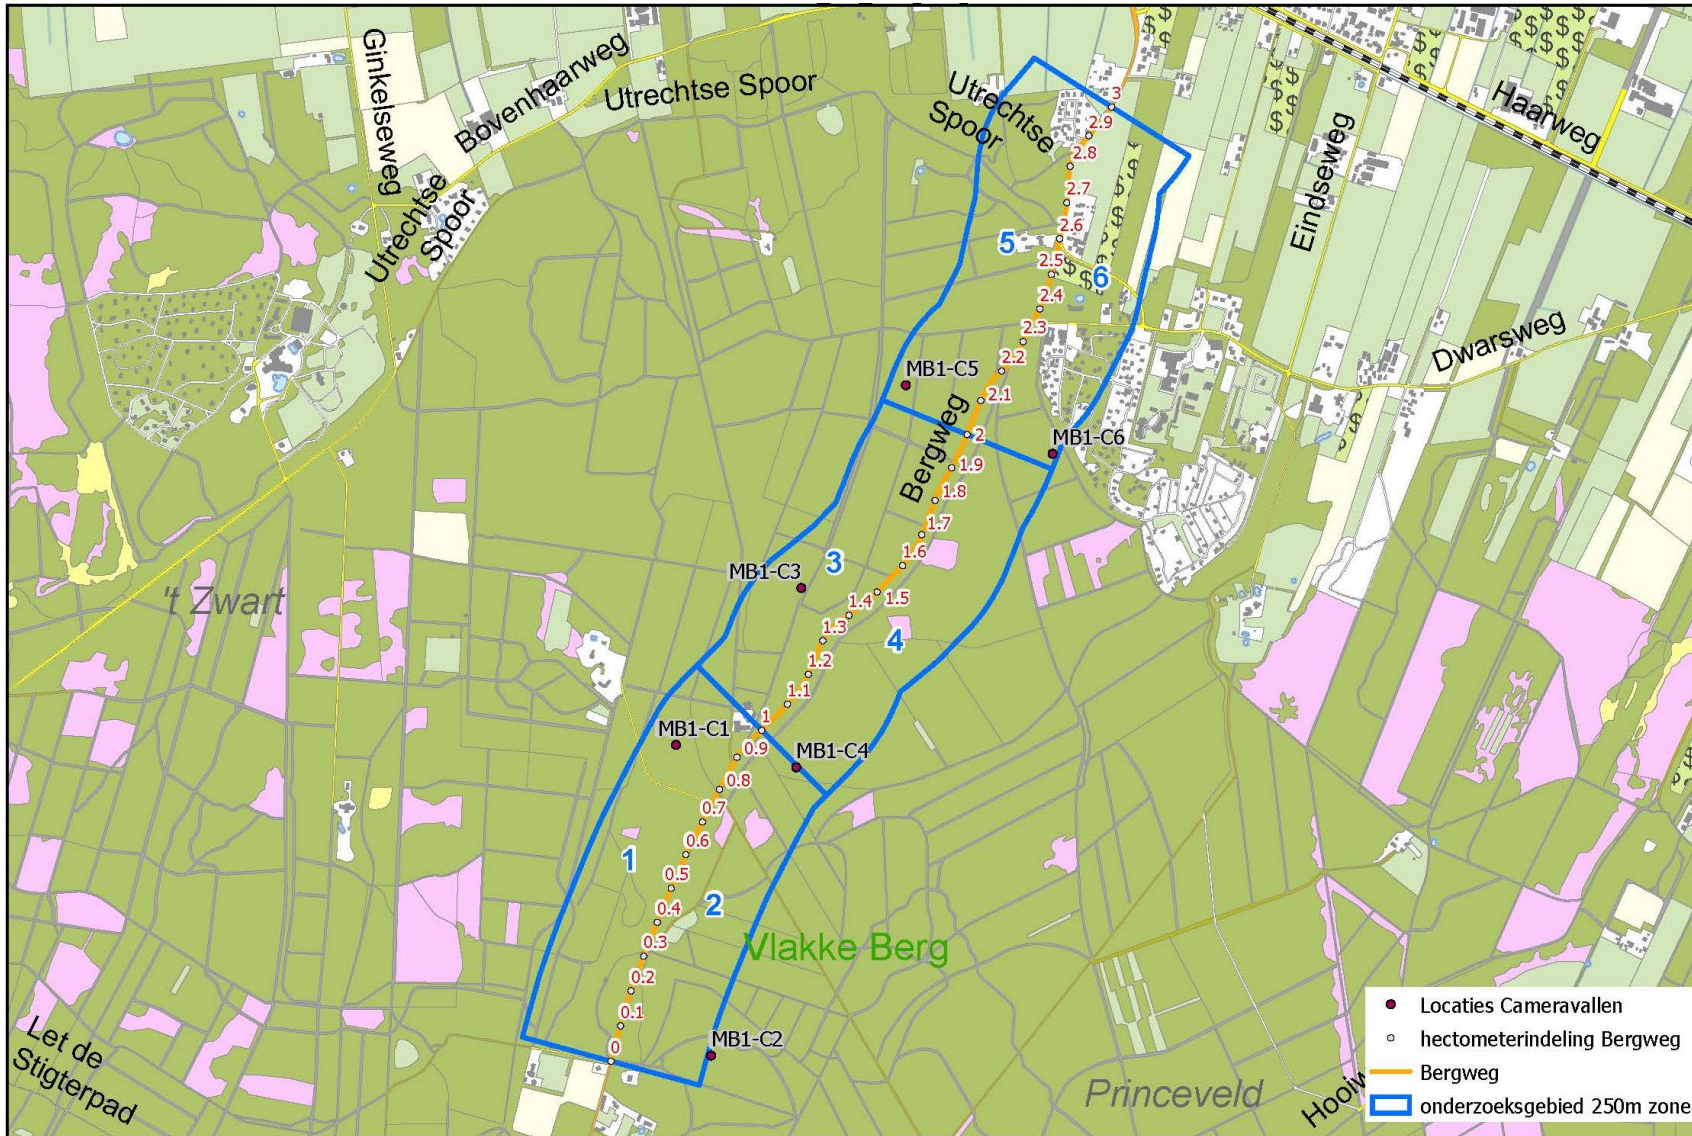 Ginkelseweg
Bovenhaarweg
Utrechtse Spoor
Utrechtse
Spoor
Haarweg
Eindseweg
Utrechtse
Spoor
Dwarsweg
3
2.9
2.8
2.7
2.6
5
2.5
6
2.4
2.3
2.2
MB1-C5
2.1
Bergweg
2
MB1-C6
1.9
1.8
1.7
1.6
3
MB1-C3
1.5
1.4
't Zwart
1.3
4
1.2
1.1
1
MB1-C1
0.9
MB1-C4
0.8
0.7
0.6
1
0.5
2
0.4
Vlakke Berg
0.3
0.2
0.1
0
MB1-C2
Let de
Stigterpad
Princeveld
Locaties Cameravallen
hectometerindeling Bergweg
Bergweg
onderzoeksgebied 250m zone